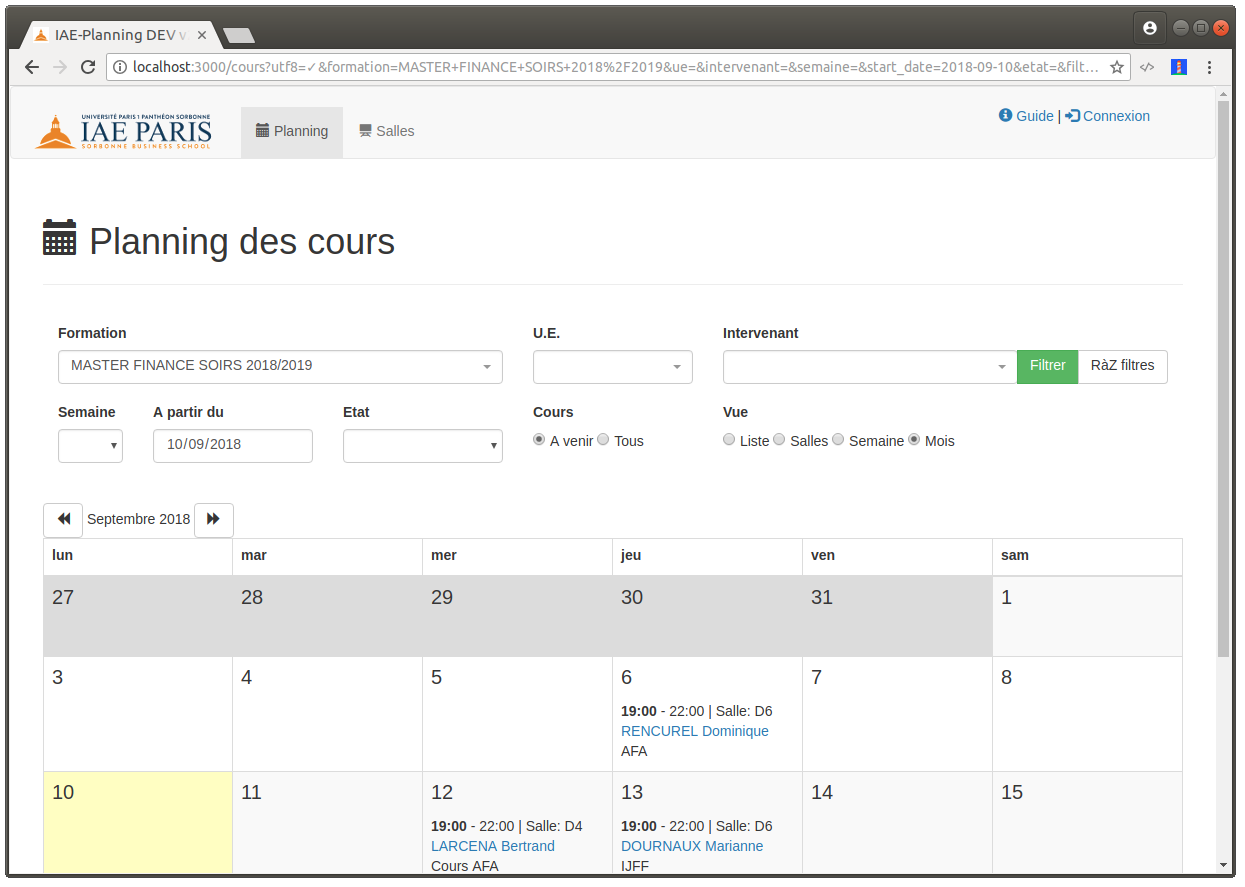 IAE-Planning DEV v
localhost:3000/cours?utf8=✓&formation=MASTER+FINANCE+SOIRS+2018%2F2019&ue=&intervenant=&semaine=&start_date=2018-09-10&etat=&filt...
UNIVERSITÉ PARIS 1 PANTHÉON SORBONNE
IAE PARIS
SORBONNE BUSINESS SCHOOL
Planning Salles
Guide | Connexion
Planning des cours
Formation U.E. Intervenant
MASTER FINANCE SOIRS 2018/2019 Filtrer RàZ filtres
Semaine A partir du Etat Cours Vue
10/09/2018 A venir Tous Liste Salles Semaine Mois
Septembre 2018
lun mar mer jeu ven sam
27 28 29 30 31 1
3 4 5 6 7 8
19:00 - 22:00 | Salle: D6
RENCUREL Dominique
AFA
10 11 12 13 14 15
19:00 - 22:00 | Salle: D4 19:00 - 22:00 | Salle: D6
LARCENA Bertrand DOURNAUX Marianne
Cours AFA IJFF